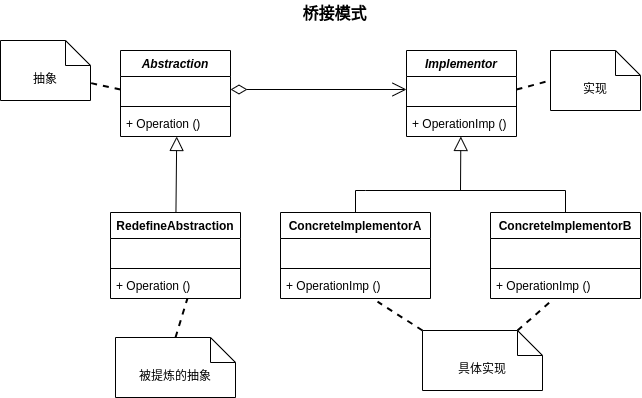 桥接模式
抽象
Abstraction
+ Operation ()
Implementor
+ OperationImp ()
实现
RedefineAbstraction
+ Operation ()
ConcreteImplementorA
+ OperationImp ()
ConcreteImplementorB
+ OperationImp ()
被提炼的抽象
具体实现